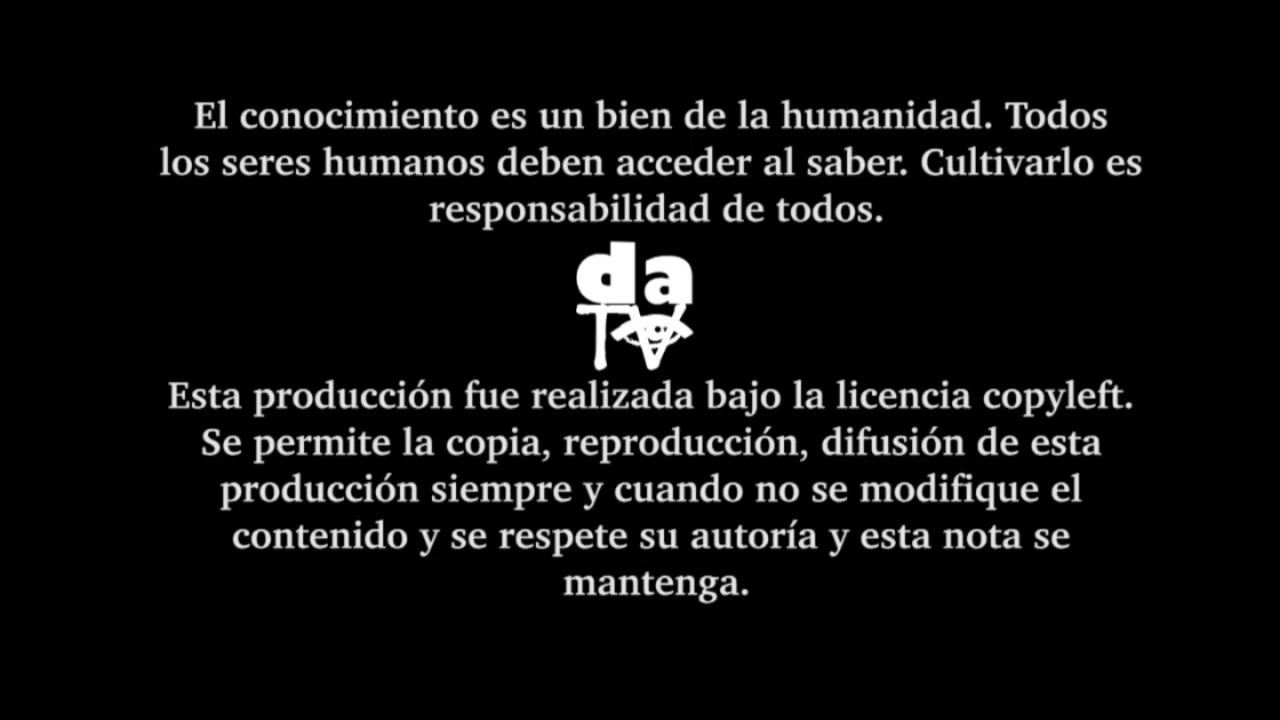 El conocimiento es un bien de la humanidad. Todos
los seres humanos deben acceder al saber. Cultivarlo es
responsabilidad de todos.
da
TV
Esta producción fue realizada bajo la licencia copyleft.
Se permite la copia, reproducción, difusión de esta
producción siempre y cuando no se modifique el
contenido y se respete su autoría y esta nota se
mantenga.